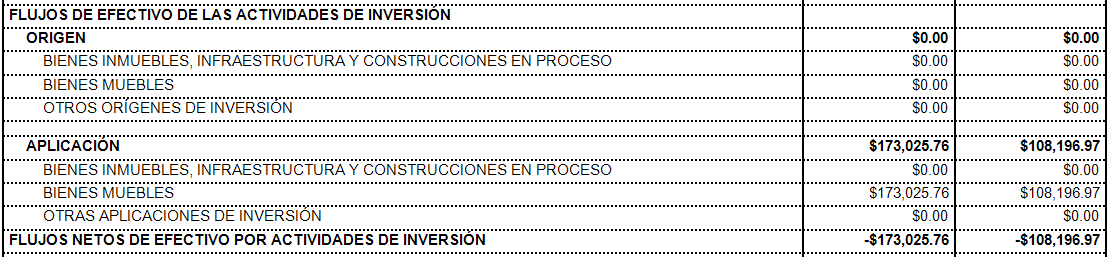 FLUJOS DE EFECTIVO DE LAS ACTIVIDADES DE INVERSIÓN
ORIGEN $0.00 $0.00
BIENES INMUEBLES, INFRAESTRUCTURA Y CONSTRUCCIONES EN PROCESO $0.00 $0.00
BIENES MUEBLES $0.00 $0.00
OTROS ORÍGENES DE INVERSIÓN $0.00 $0.00
APLICACIÓN $173,025.76 $108,196.97
BIENES INMUEBLES, INFRAESTRUCTURA Y CONSTRUCCIONES EN PROCESO $0.00 $0.00
BIENES MUEBLES $173,025.76 $108,196.97
OTRAS APLICACIONES DE INVERSIÓN $0.00 $0.00
FLUJOS NETOS DE EFECTIVO POR ACTIVIDADES DE INVERSIÓN -$173,025.76 -$108,196.97